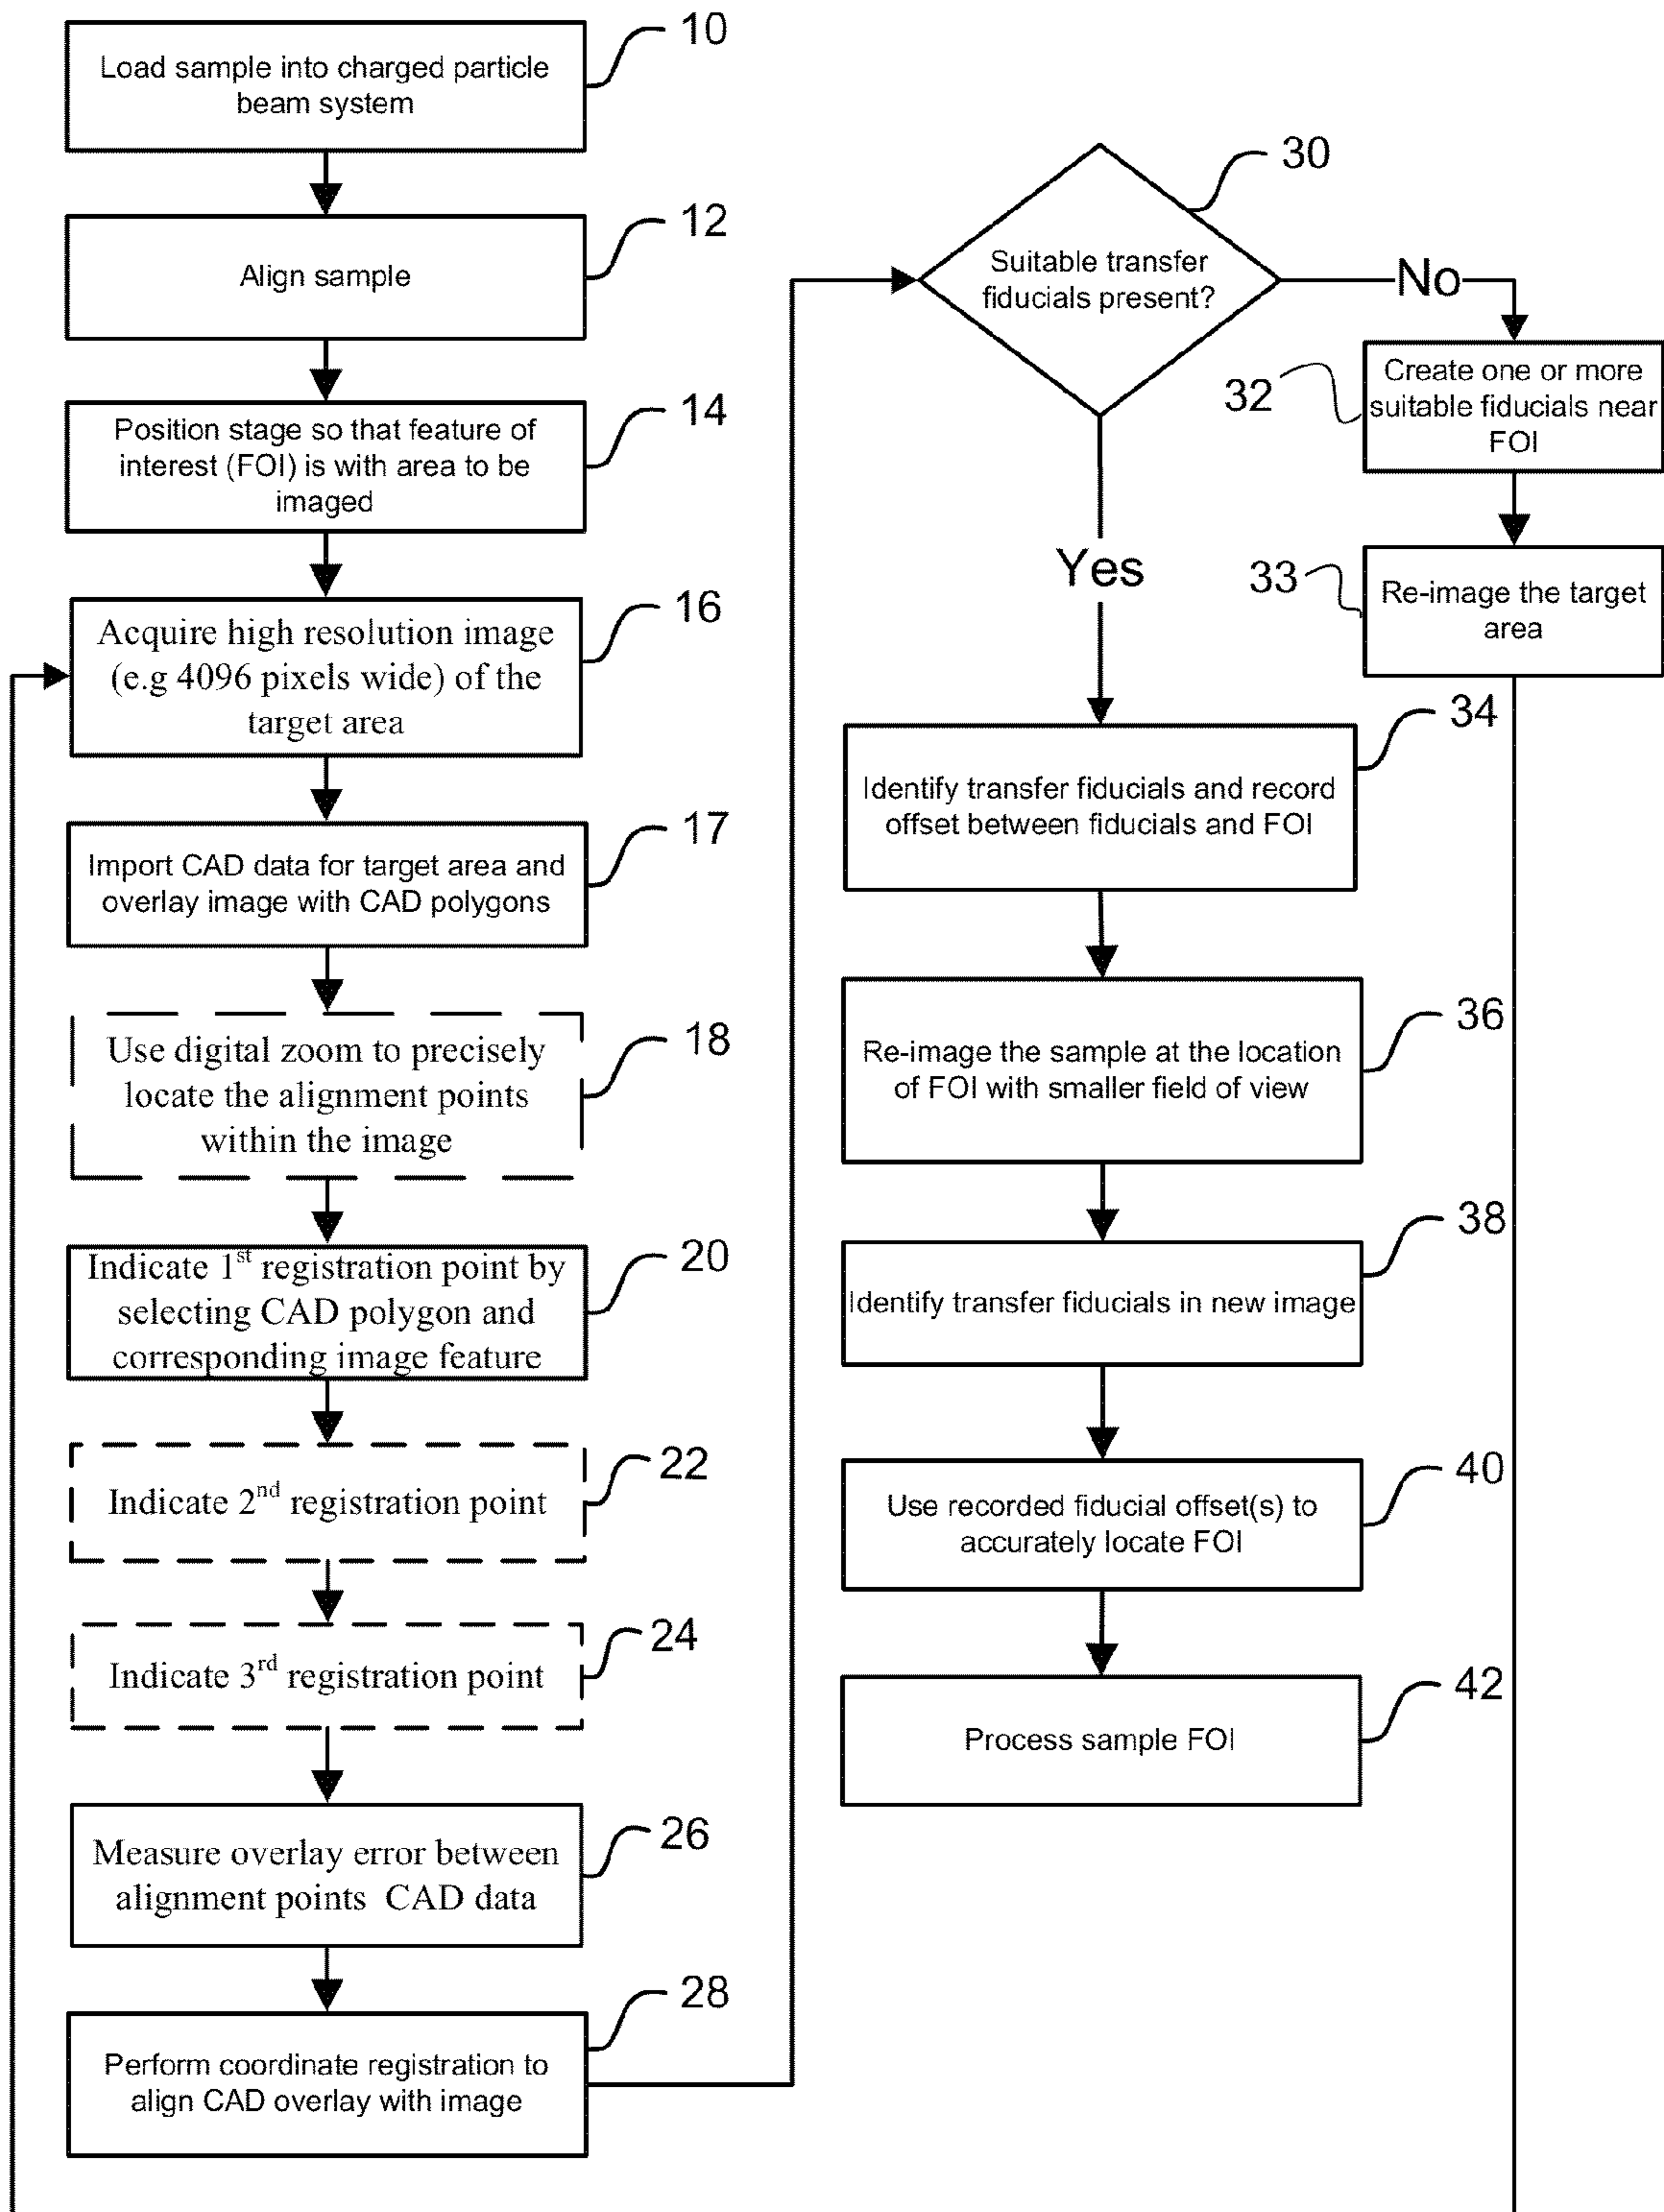 10
Load sample into charged particle
beam system
12
Align sample
14
Position stage so that feature of
interest (FOI) is with area to be
imaged
16
Acquire high resolution image
(e.g 4096 pixels wide) of the
target area
17
Import CAD data for target area and
overlay image with CAD polygons
18
Use digital zoom to precisely
locate the alignment points
within the image
20
Indicate 1st registration point by
selecting CAD polygon and
corresponding image feature
22
Indicate 2nd registration point
24
Indicate 3rd registration point
26
Measure overlay error between
alignment points CAD data
28
Perform coordinate registration to
align CAD overlay with image
30
Suitable transfer
fiducials present?
No
32
Create one or more
suitable fiducials near
FOI
33
Re-image the target
area
Yes
34
Identify transfer fiducials and record
offset between fiducials and FOI
36
Re-image the sample at the location
of FOI with smaller field of view
38
Identify transfer fiducials in new image
40
Use recorded fiducial offset(s) to
accurately locate FOI
42
Process sample FOI